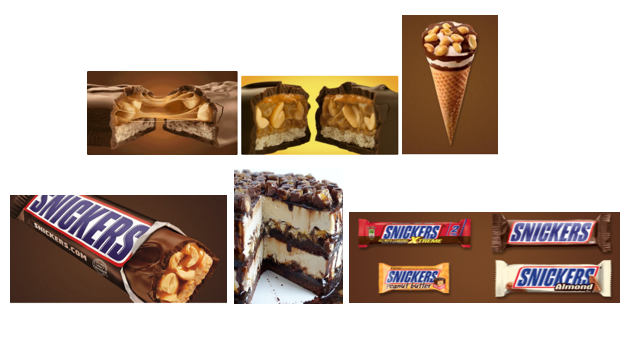 SNICKERS
SNICKERS.COM
SNICKERS 2
XTREME
SNICKERS
SNICKERS
peanut butter
SNICKERS
Almond